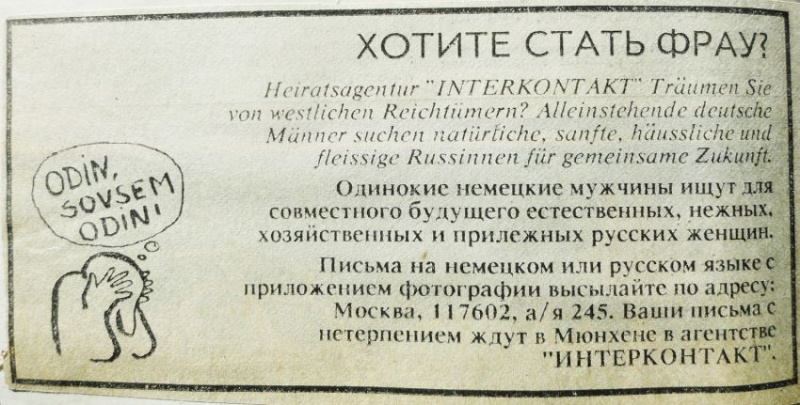 ХОТИТЕ СТАТЬ ФРАУ?
Heiratsagentur "INTERKONTAKT" Träumen Sie
von westlichen Reichtümern? Alleinstehende deutsche
Männer suchen natürliche, sanfte, häussliche und
fleissige Russinnen für gemeinsame Zukunft.
Одинокие немецкие мужчины ищут для
совместного будущего естественных, нежных,
хозяйственных и прилежных русских женщин.
Письма на немецком или русском языке с
приложением фотографии высылайте по адресу:
Москва, 117602, а/я 245. Ваши письма с
нетерпением ждут в Мюнхене в агентстве
"ИНТЕРКОНТАКТ".
ODIN,
SOVSEM
ODIN!